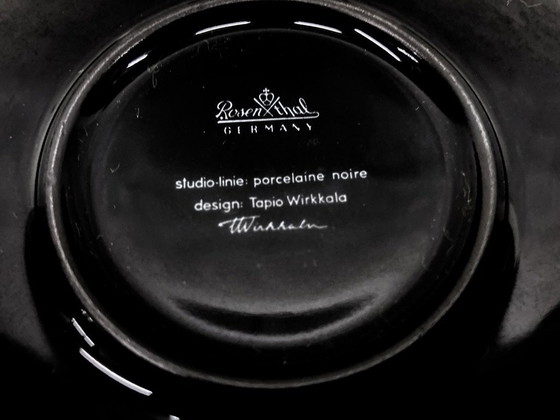 Rosenthal
GERMANY
studio-linie: porcelaine noire
design: Tapio Wirkkala
TWirkkala